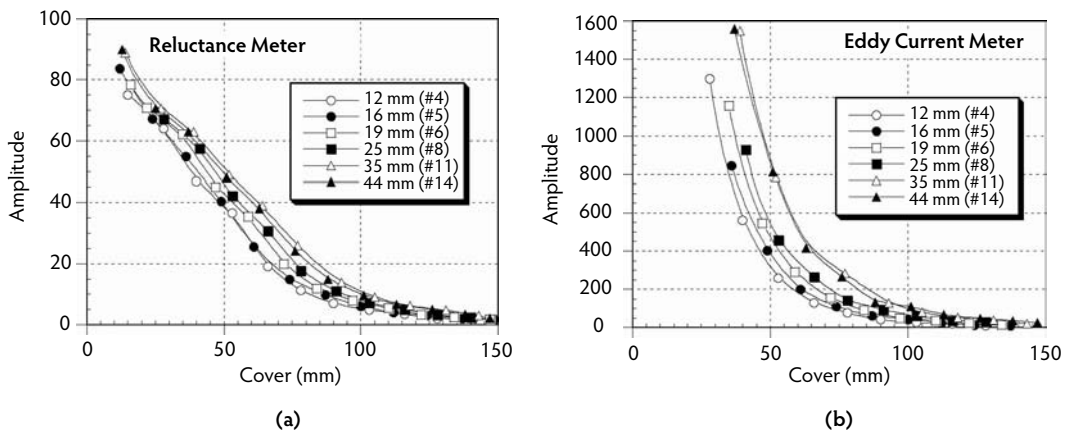 Reluctance Meter
100
80
60
40
20
0
Amplitude
12 mm (#4)
16 mm (#5)
19 mm (#6)
25 mm (#8)
35 mm (#11)
44 mm (#14)
0 50 100 150
Cover (mm)
(a)
Eddy Current Meter
1600
1400
1200
1000
800
600
400
200
0
Amplitude
12 mm (#4)
16 mm (#5)
19 mm (#6)
25 mm (#8)
35 mm (#11)
44 mm (#14)
0 50 100 150
Cover (mm)
(b)